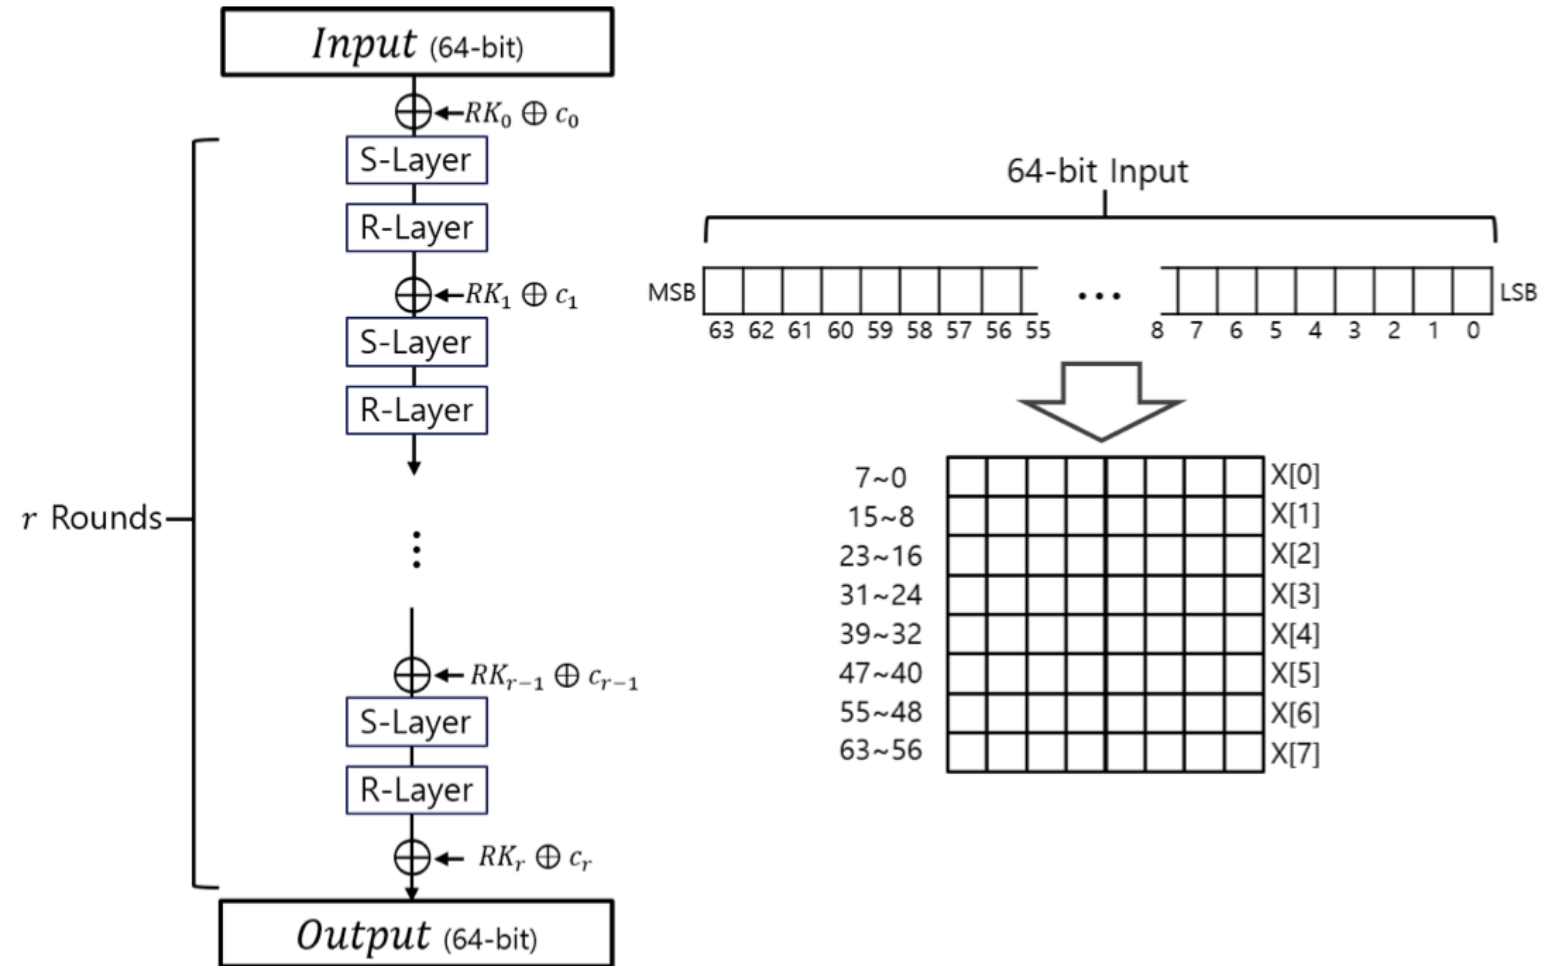 Input (64-bit)
RK₀ ⊕ c₀
S-Layer
R-Layer
RK₁ ⊕ c₁
S-Layer
R-Layer
r Rounds
RKᵣ₋₁ ⊕ cᵣ₋₁
S-Layer
R-Layer
RKᵣ ⊕ cᵣ
Output (64-bit)
64-bit Input
MSB ... LSB
63 62 61 60 59 58 57 56 55 8 7 6 5 4 3 2 1 0
7~0 X[0]
15~8 X[1]
23~16 X[2]
31~24 X[3]
39~32 X[4]
47~40 X[5]
55~48 X[6]
63~56 X[7]